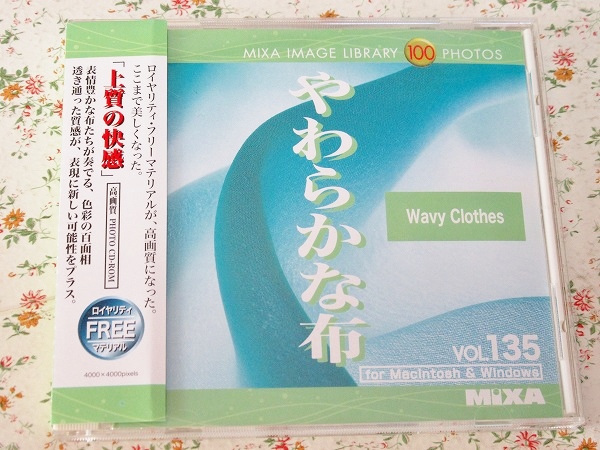 MIXA IMAGE LIBRARY 100 PHOTOS
やわらかな布
Wavy Clothes
VOL.135
for Macintosh & Windows
MIXA
ロイヤリティ・フリーマテリアルが、高画質になった。
ここまで美しくなった。
「上質の快感」
高画質 PHOTO CD-ROM
表情豊かな布たちが奏でる、色彩の百面相
透き通った質感が、表現に新しい可能性をプラス。
ロイヤリティ
FREE
マテリアル
4000×4000pixels